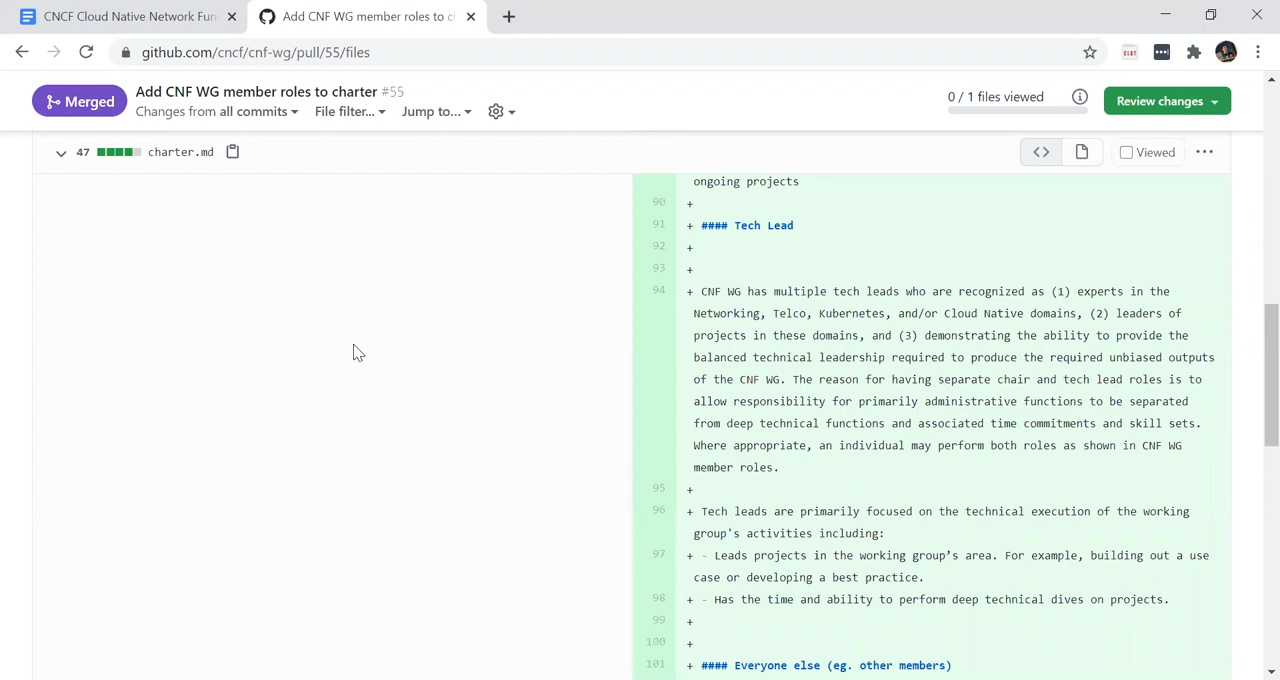 CNCF Cloud Native Network Fun
Add CNF WG member roles to c
github.com/cncf/cnf-wg/pull/55/files
Merged
Add CNF WG member roles to charter #55
Changes from all commits File filter... Jump to...
0 / 1 files viewed
Review changes
47 charter.md
Viewed
ongoing projects
90 +
91 + #### Tech Lead
92 +
93 +
94 + CNF WG has multiple tech leads who are recognized as (1) experts in the
Networking, Telco, Kubernetes, and/or Cloud Native domains, (2) leaders of
projects in these domains, and (3) demonstrating the ability to provide the
balanced technical leadership required to produce the required unbiased outputs
of the CNF WG. The reason for having separate chair and tech lead roles is to
allow responsibility for primarily administrative functions to be separated
from deep technical functions and associated time commitments and skill sets.
Where appropriate, an individual may perform both roles as shown in CNF WG
member roles.
95 +
96 + Tech leads are primarily focused on the technical execution of the working
group's activities including:
97 + - Leads projects in the working group’s area. For example, building out a use
case or developing a best practice.
98 + - Has the time and ability to perform deep technical dives on projects.
99 +
100 +
101 + #### Everyone else (eg. other members)